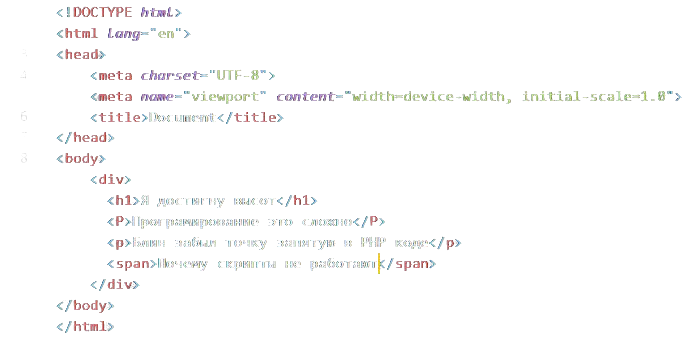 <!DOCTYPE html>
<html lang="en">
<head>
<meta charset="UTF-8">
<meta name="viewport" content="width=device-width, initial-scale=1.0">
<title>Document</title>
</head>
<body>
<div>
<h1>Я достигну высот</h1>
<P>Програмирование это сложно</P>
<p>Блин забыл точку запятую в PHP коде</p>
<span>Почему скрипты не работают</span>
</div>
</body>
</html>